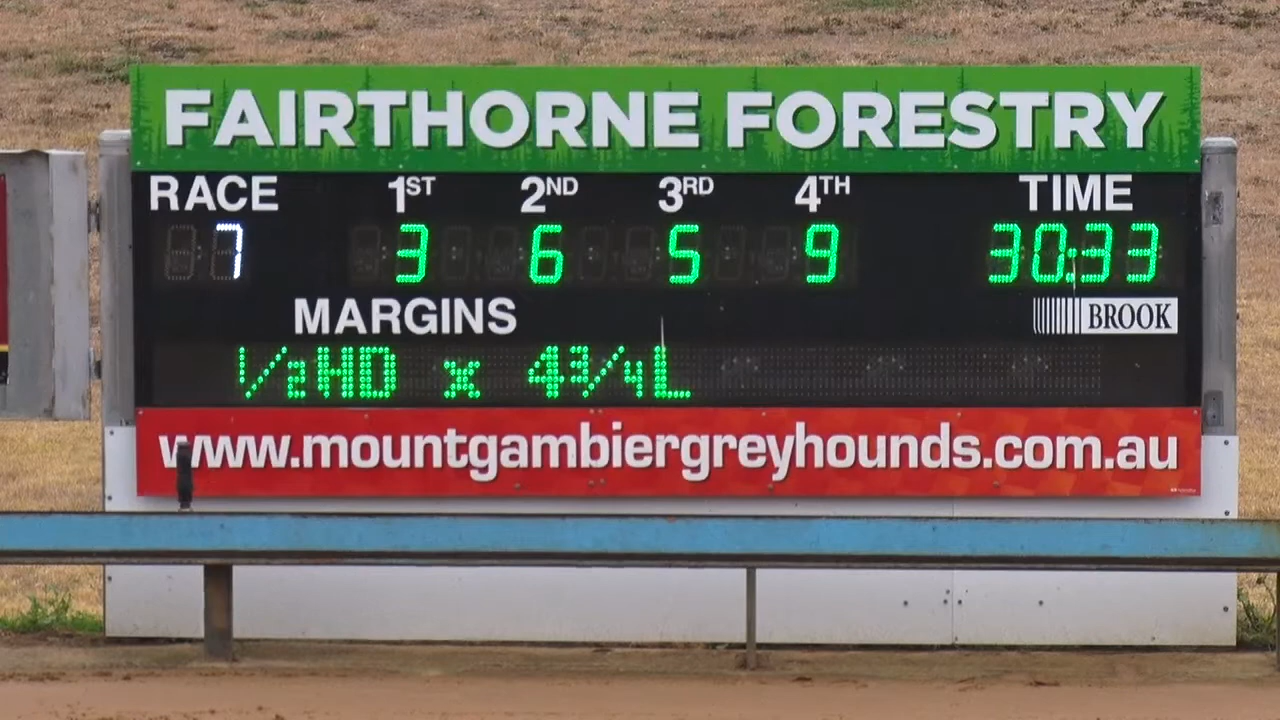 FAIRTHORNE FORESTRY
RACE 1ST 2ND 3RD 4TH TIME
7 3 6 5 9 30:33
MARGINS BROOK
½HD x 4¾L
www.mountgambiergreyhounds.com.au